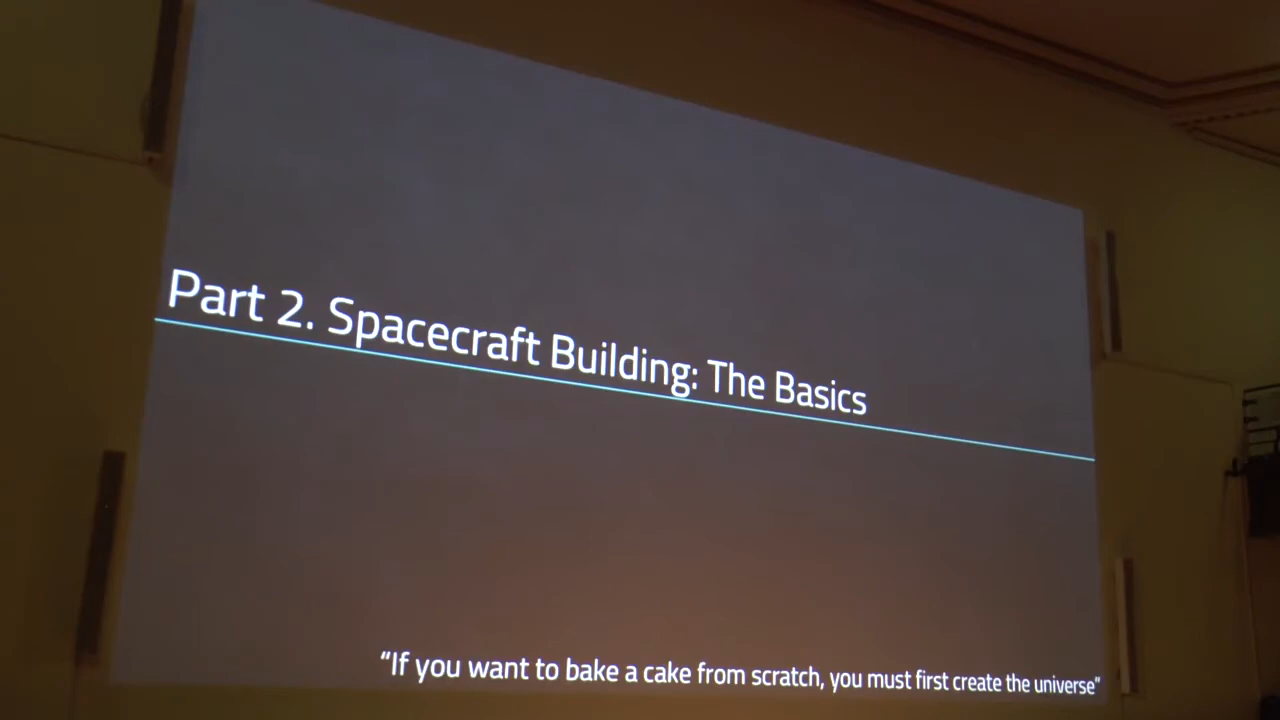 Part 2. Spacecraft Building: The Basics
“If you want to bake a cake from scratch, you must first create the universe”